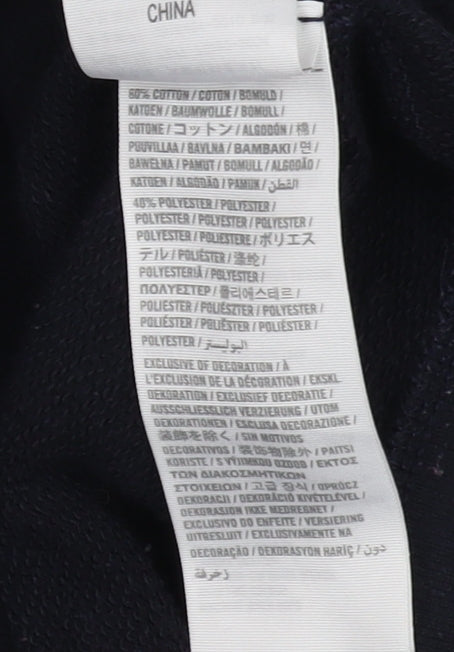 CHINA
60% COTTON / COTON / BOMULD /
KATOEN / BAUMWOLLE / BOMULL /
COTONE / コットン / ALGODÓN / 棉 /
PUUVILLAA / BAVLNA / BAMBAKI / 면 /
BAWEŁNA / PAMUT / BOMULL / ALGODÃO /
KATOEN / ALGODÃO / PAMUK / القطن
40% POLYESTER / POLYESTER /
POLYESTER / POLYESTER / POLYESTER /
POLYESTER / POLIESTERE / ポリエス
テル / POLIÉSTER / 涤纶 /
POLYESTERIÄ / POLYESTER /
ΠΟΛΥΕΣΤΕΡ / 폴리에스테르 /
POLIESTER / POLIÉSZTER / POLYESTER /
POLIÉSTER / POLIÉSTER / POLIÉSTER /
POLYESTER / البوليستر
EXCLUSIVE OF DECORATION / À
L'EXCLUSION DE LA DÉCORATION / EKSKL
DEKORATION / EXCLUSIEF DECORATIE /
AUSSCHLIESSLICH VERZIERUNG / UTOM
DEKORATIONEN / ESCLUSA DECORAZIONE /
装飾を除く / SIN MOTIVOS
DECORATIVOS / 装饰物除外 / PAITSI
KORISTE / S VÝJIMKOU OZDOB / ΕΚΤΟΣ
ΤΩΝ ΔΙΑΚΟΣΜΗΤΙΚΩΝ
ΣΤΟΙΧΕΙΩΝ / 고급 장식 / OPRÓCZ
DEKORACJI / DEKORÁCIÓ KIVÉTELÉVEL /
DEKORASJON IKKE MEDREGNET /
EXCLUSIVO DO ENFEITE / VERSIERING
UITGESLUIT / EXCLUSIVAMENTE NA
DECORAÇÃO / DEKORASYON HARİÇ / دون
زخرفة